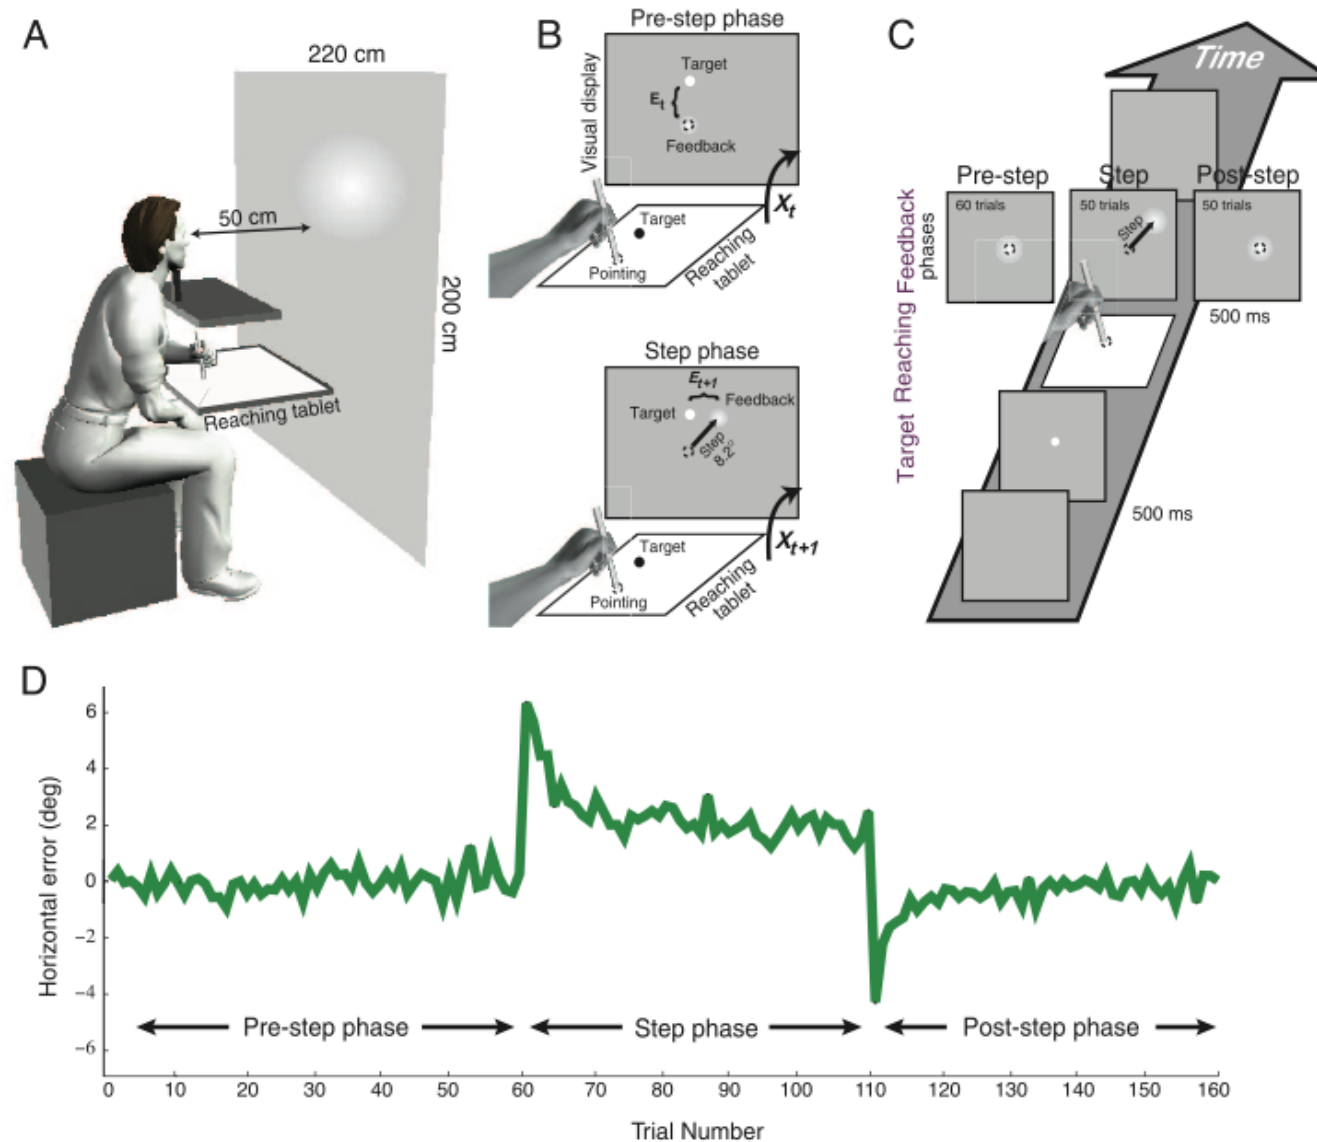 A
220 cm
50 cm
200 cm
Reaching tablet
B
Pre-step phase
Visual display
Target
Et
{
Feedback
Xt
Target
Pointing
Reaching
tablet
Step phase
Et+1
{
Target
Feedback
Step
8.2°
Xt+1
Target
Pointing
Reaching
tablet
C
Time
Pre-step
Step
Post-step
60 trials
50 trials
50 trials
Step
Target Reaching Feedback
phases
500 ms
500 ms
D
Horizontal error (deg)
6
4
2
0
−2
−4
−6
Pre-step phase
Step phase
Post-step phase
0 10 20 30 40 50 60 70 80 90 100 110 120 130 140 150 160
Trial Number